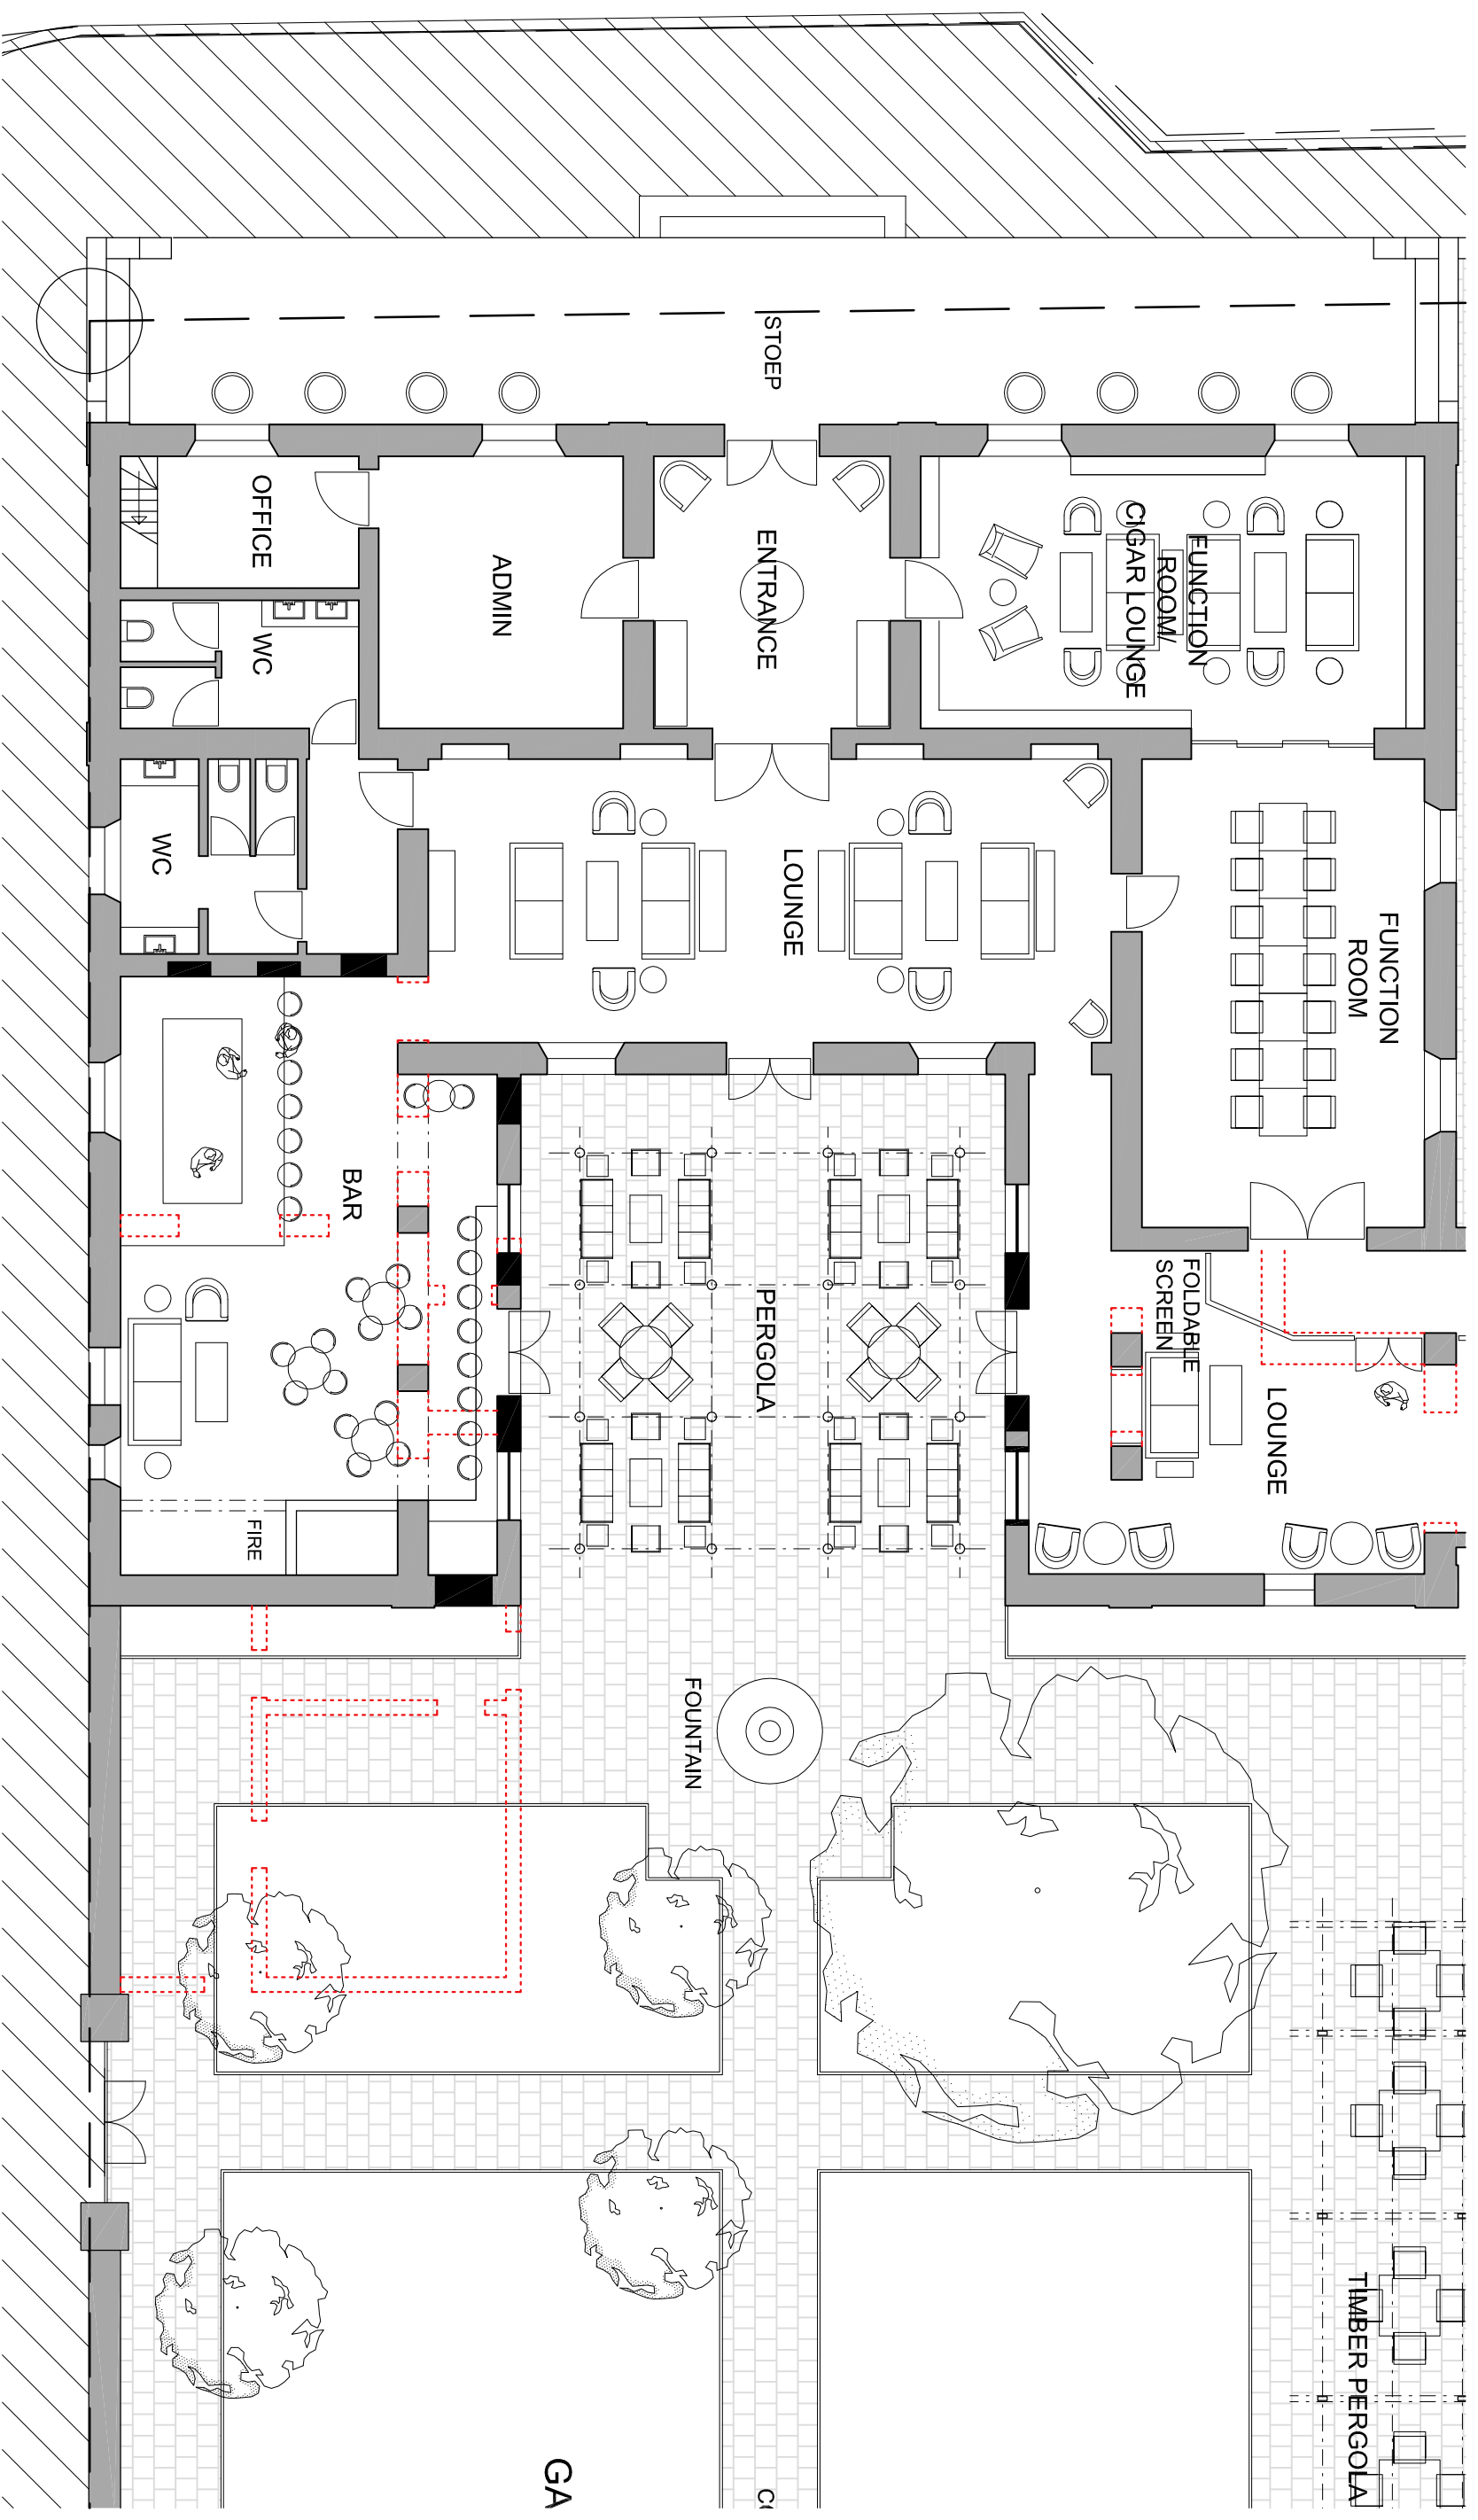 STOEP
OFFICE
ADMIN
ENTRANCE
FUNCTION
ROOM/
CIGAR LOUNGE
WC
WC
LOUNGE
FUNCTION
ROOM
BAR
PERGOLA
FOLDABLE
SCREEN
LOUNGE
FIRE
FOUNTAIN
TIMBER PERGOLA
GA